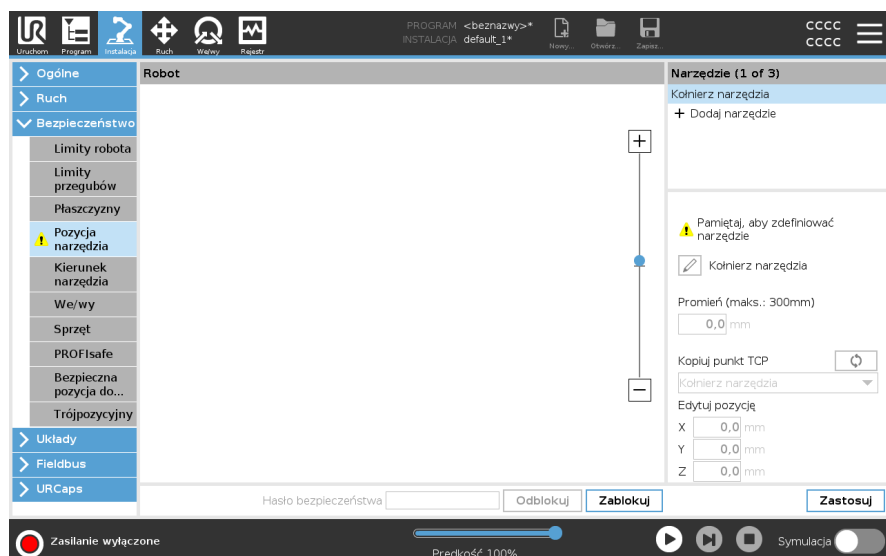 PROGRAM <beznazwy>*
INSTALACJA default_1*
Nowy...
Otwórz...
Zapisz...
cccc
cccc
Uruchom
Program
Instalacja
Ruch
We/wy
Rejestr
Ogólne
Ruch
Bezpieczeństwo
Limity robota
Limity
przegubów
Płaszczyzny
Pozycja
narzędzia
Kierunek
narzędzia
We/wy
Sprzęt
PROFIsafe
Bezpieczna
pozycja do...
Trójpozycyjny
Układy
Fieldbus
URCaps
Robot
Hasło bezpieczeństwa
Odblokuj
Zablokuj
Narzędzie (1 of 3)
Kołnierz narzędzia
+ Dodaj narzędzie
Pamiętaj, aby zdefiniować
narzędzie
Kołnierz narzędzia
Promień (maks.: 300mm)
0,0 mm
Kopiuj punkt TCP
Kołnierz narzędzia
Edytuj pozycję
X 0,0 mm
Y 0,0 mm
Z 0,0 mm
Zastosuj
Zasilanie wyłączone
Prędkość 100%
Symulacja